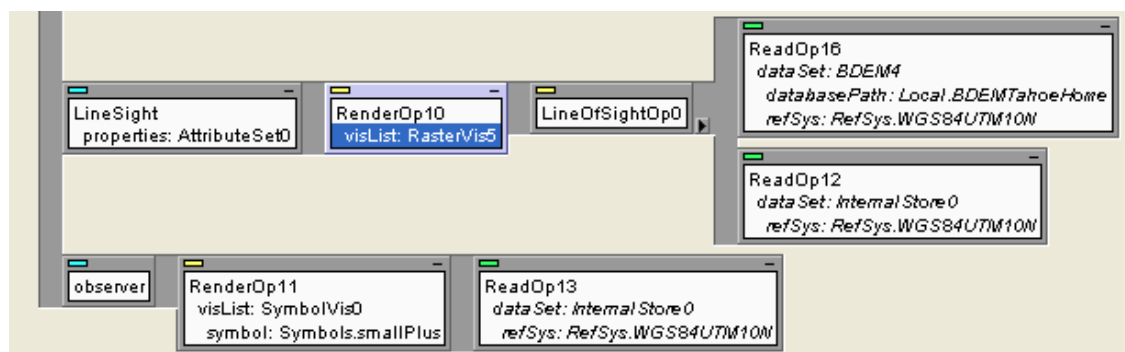 LineSight
properties: AttributeSet0
RenderOp10
visList: RasterVis5
LineOfSightOp0
ReadOp16
dataSet: BDEM4
databasePath: Local.BDEMTahoeHome
refSys: RefSys.WGS84UTM10N
ReadOp12
dataSet: InternalStore0
refSys: RefSys.WGS84UTM10N
observer
RenderOp11
visList: SymbolVis0
symbol: Symbols.smallPlus
ReadOp13
dataSet: InternalStore0
refSys: RefSys.WGS84UTM10N